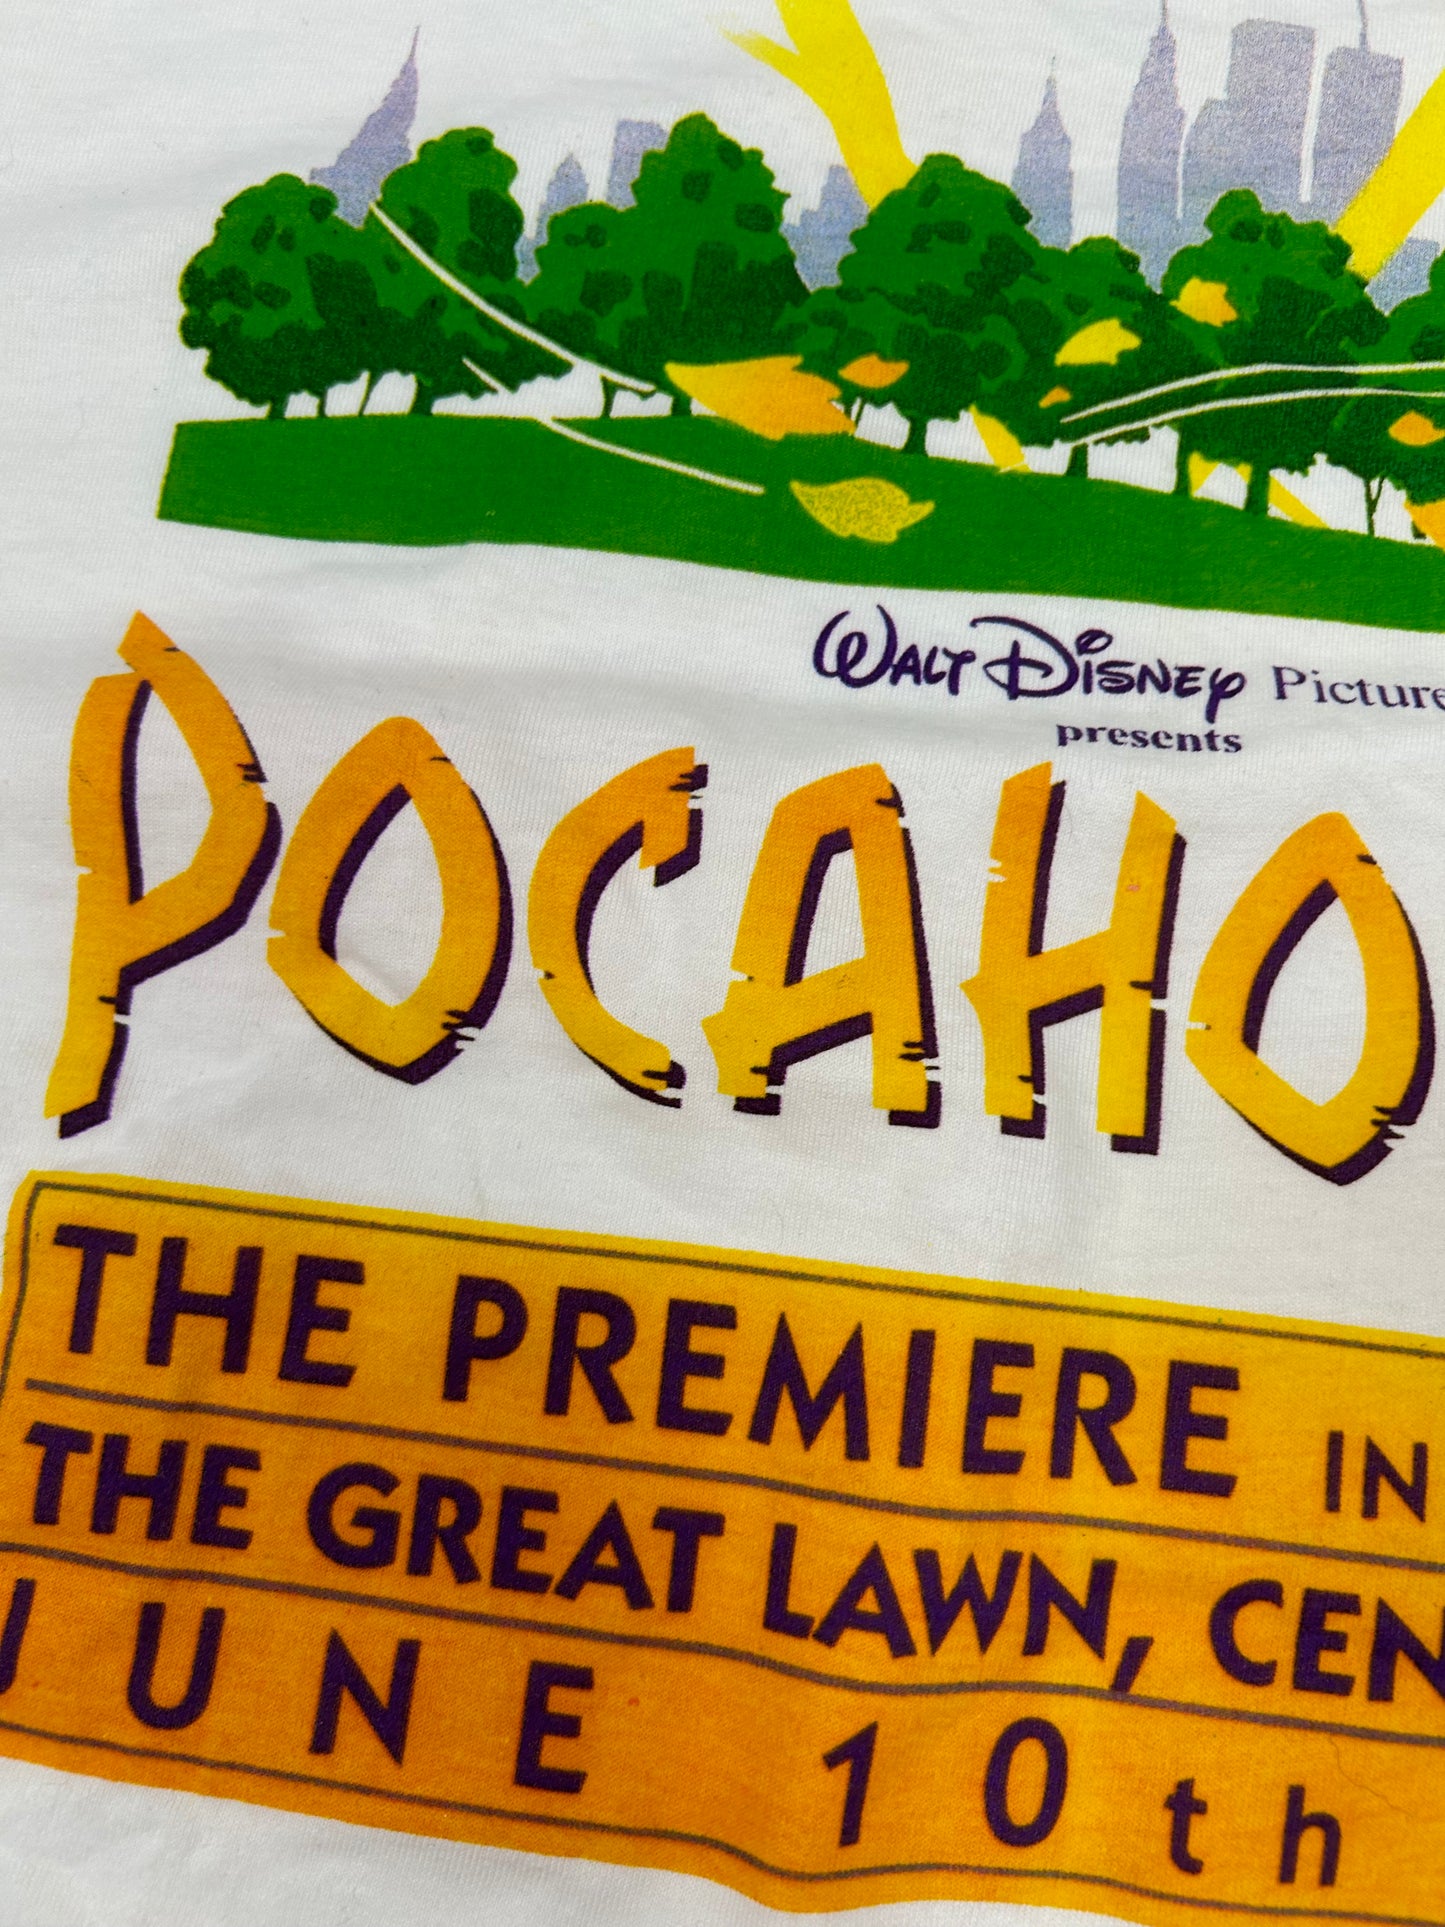 WALT DISNEY Picture
presents
POCAHO
THE PREMIERE IN
THE GREAT LAWN, CEN
JUNE 10th